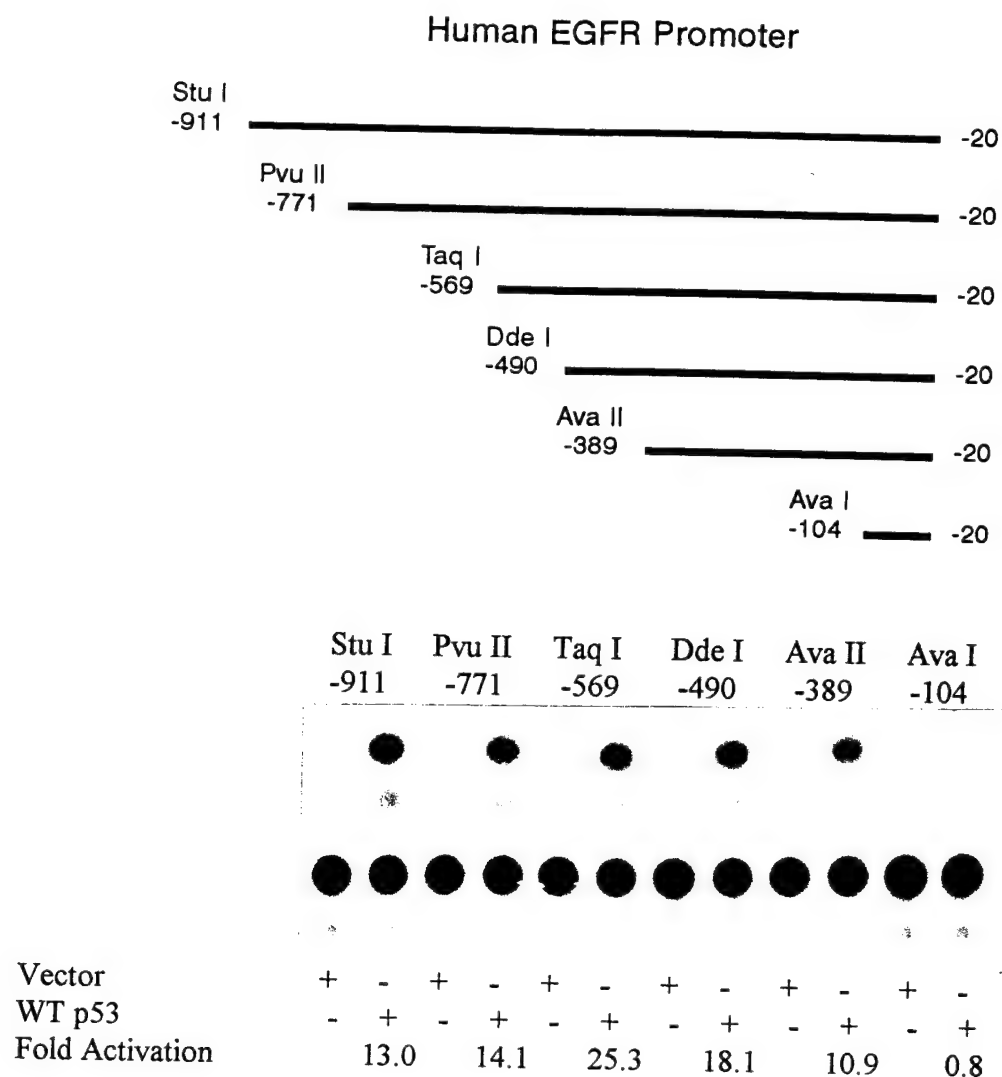 Human EGFR Promoter
Stu I
-911
-20
Pvu II
-771
-20
Taq I
-569
-20
Dde I
-490
-20
Ava II
-389
-20
Ava I
-104
-20
Stu I Pvu II Taq I Dde I Ava II Ava I
-911 -771 -569 -490 -389 -104
Vector + - + - + - + - + - + -
WT p53 - + - + - + - + - + - +
Fold Activation 13.0 14.1 25.3 18.1 10.9 0.8